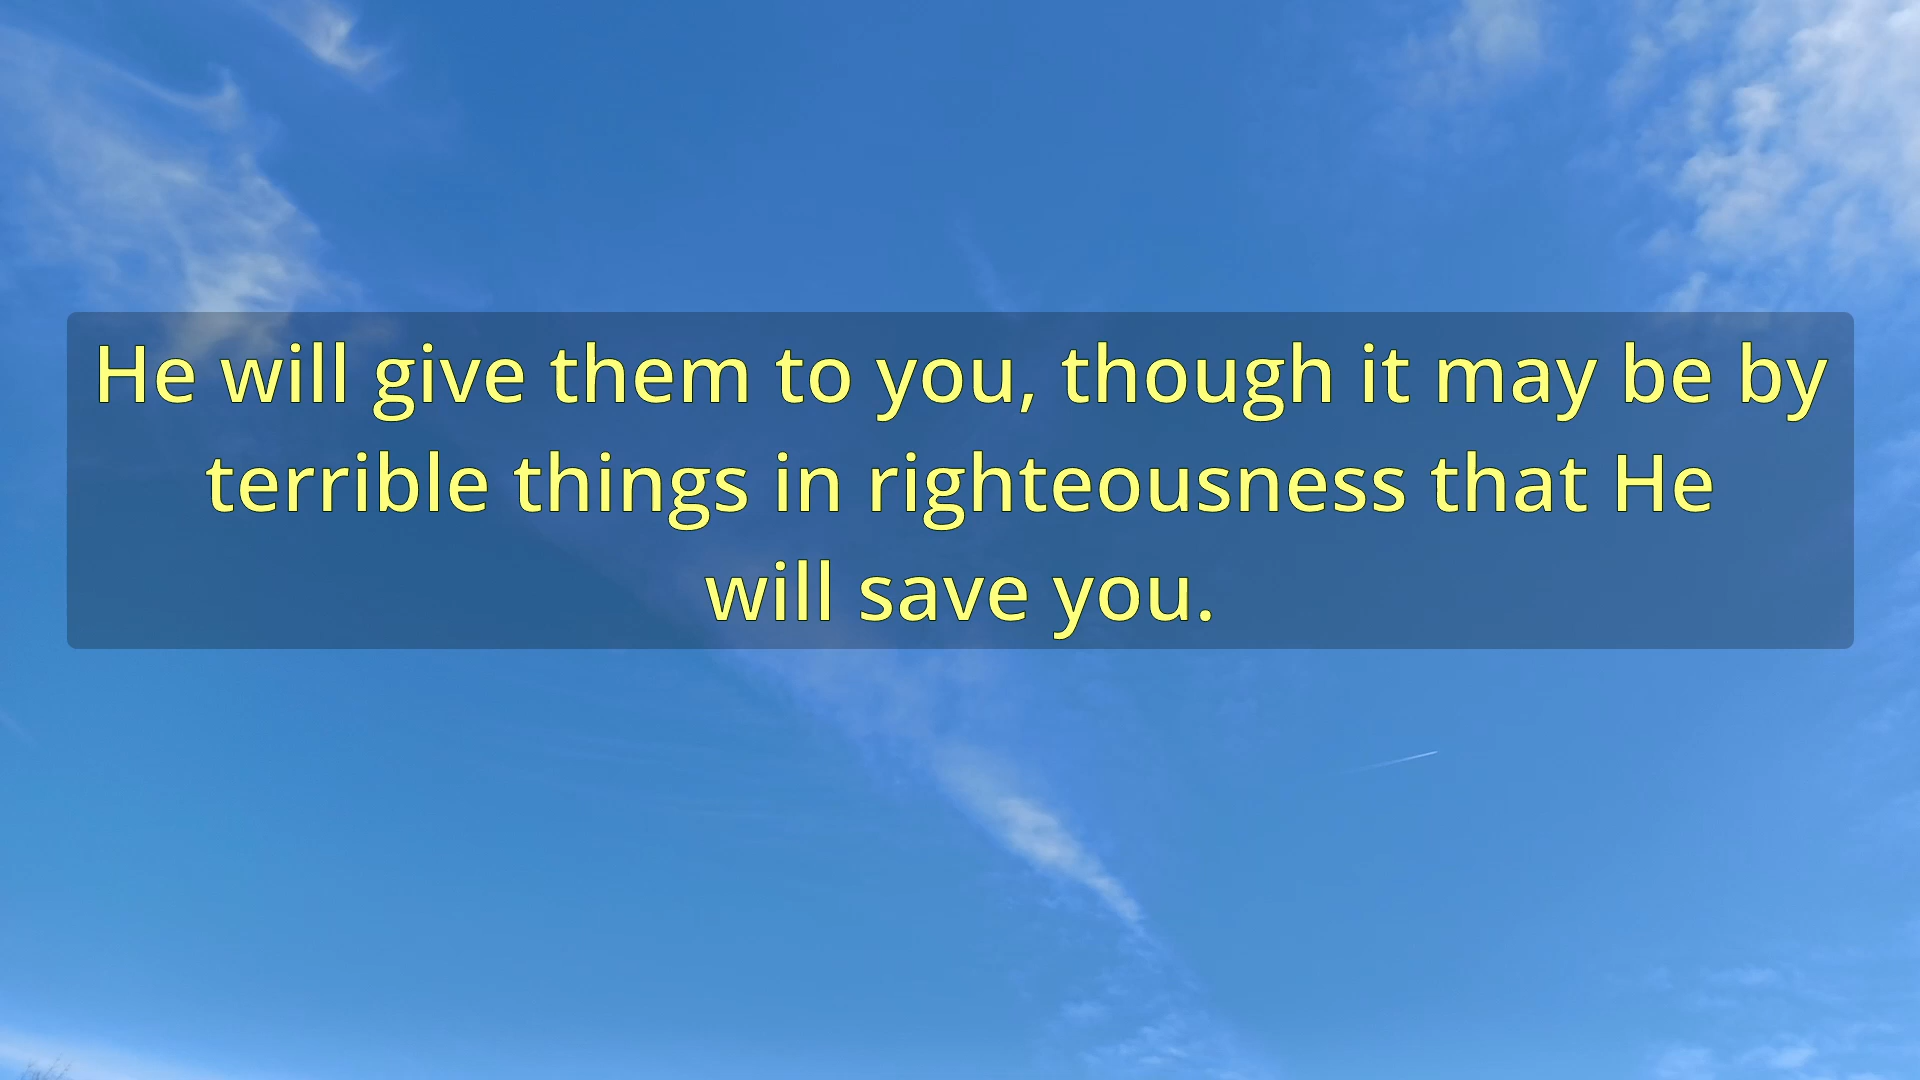 He will give them to you, though it may be by
terrible things in righteousness that He
will save you.